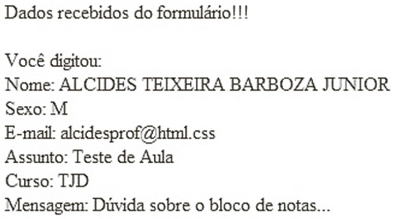 Dados recebidos do formulário!!!
Você digitou:
Nome: ALCIDES TEIXEIRA BARBOZA JUNIOR
Sexo: M
E-mail: alcidesprof@html.css
Assunto: Teste de Aula
Curso: TJD
Mensagem: Dúvida sobre o bloco de notas...